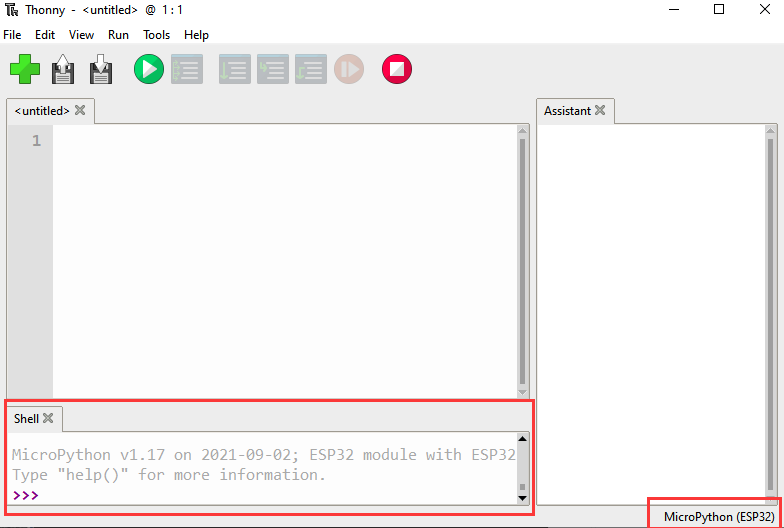 Thonny - <untitled> @ 1 : 1
File Edit View Run Tools Help
<untitled>
Assistant
1
Shell
MicroPython v1.17 on 2021-09-02; ESP32 module with ESP32
Type "help()" for more information.
>>>
MicroPython (ESP32)